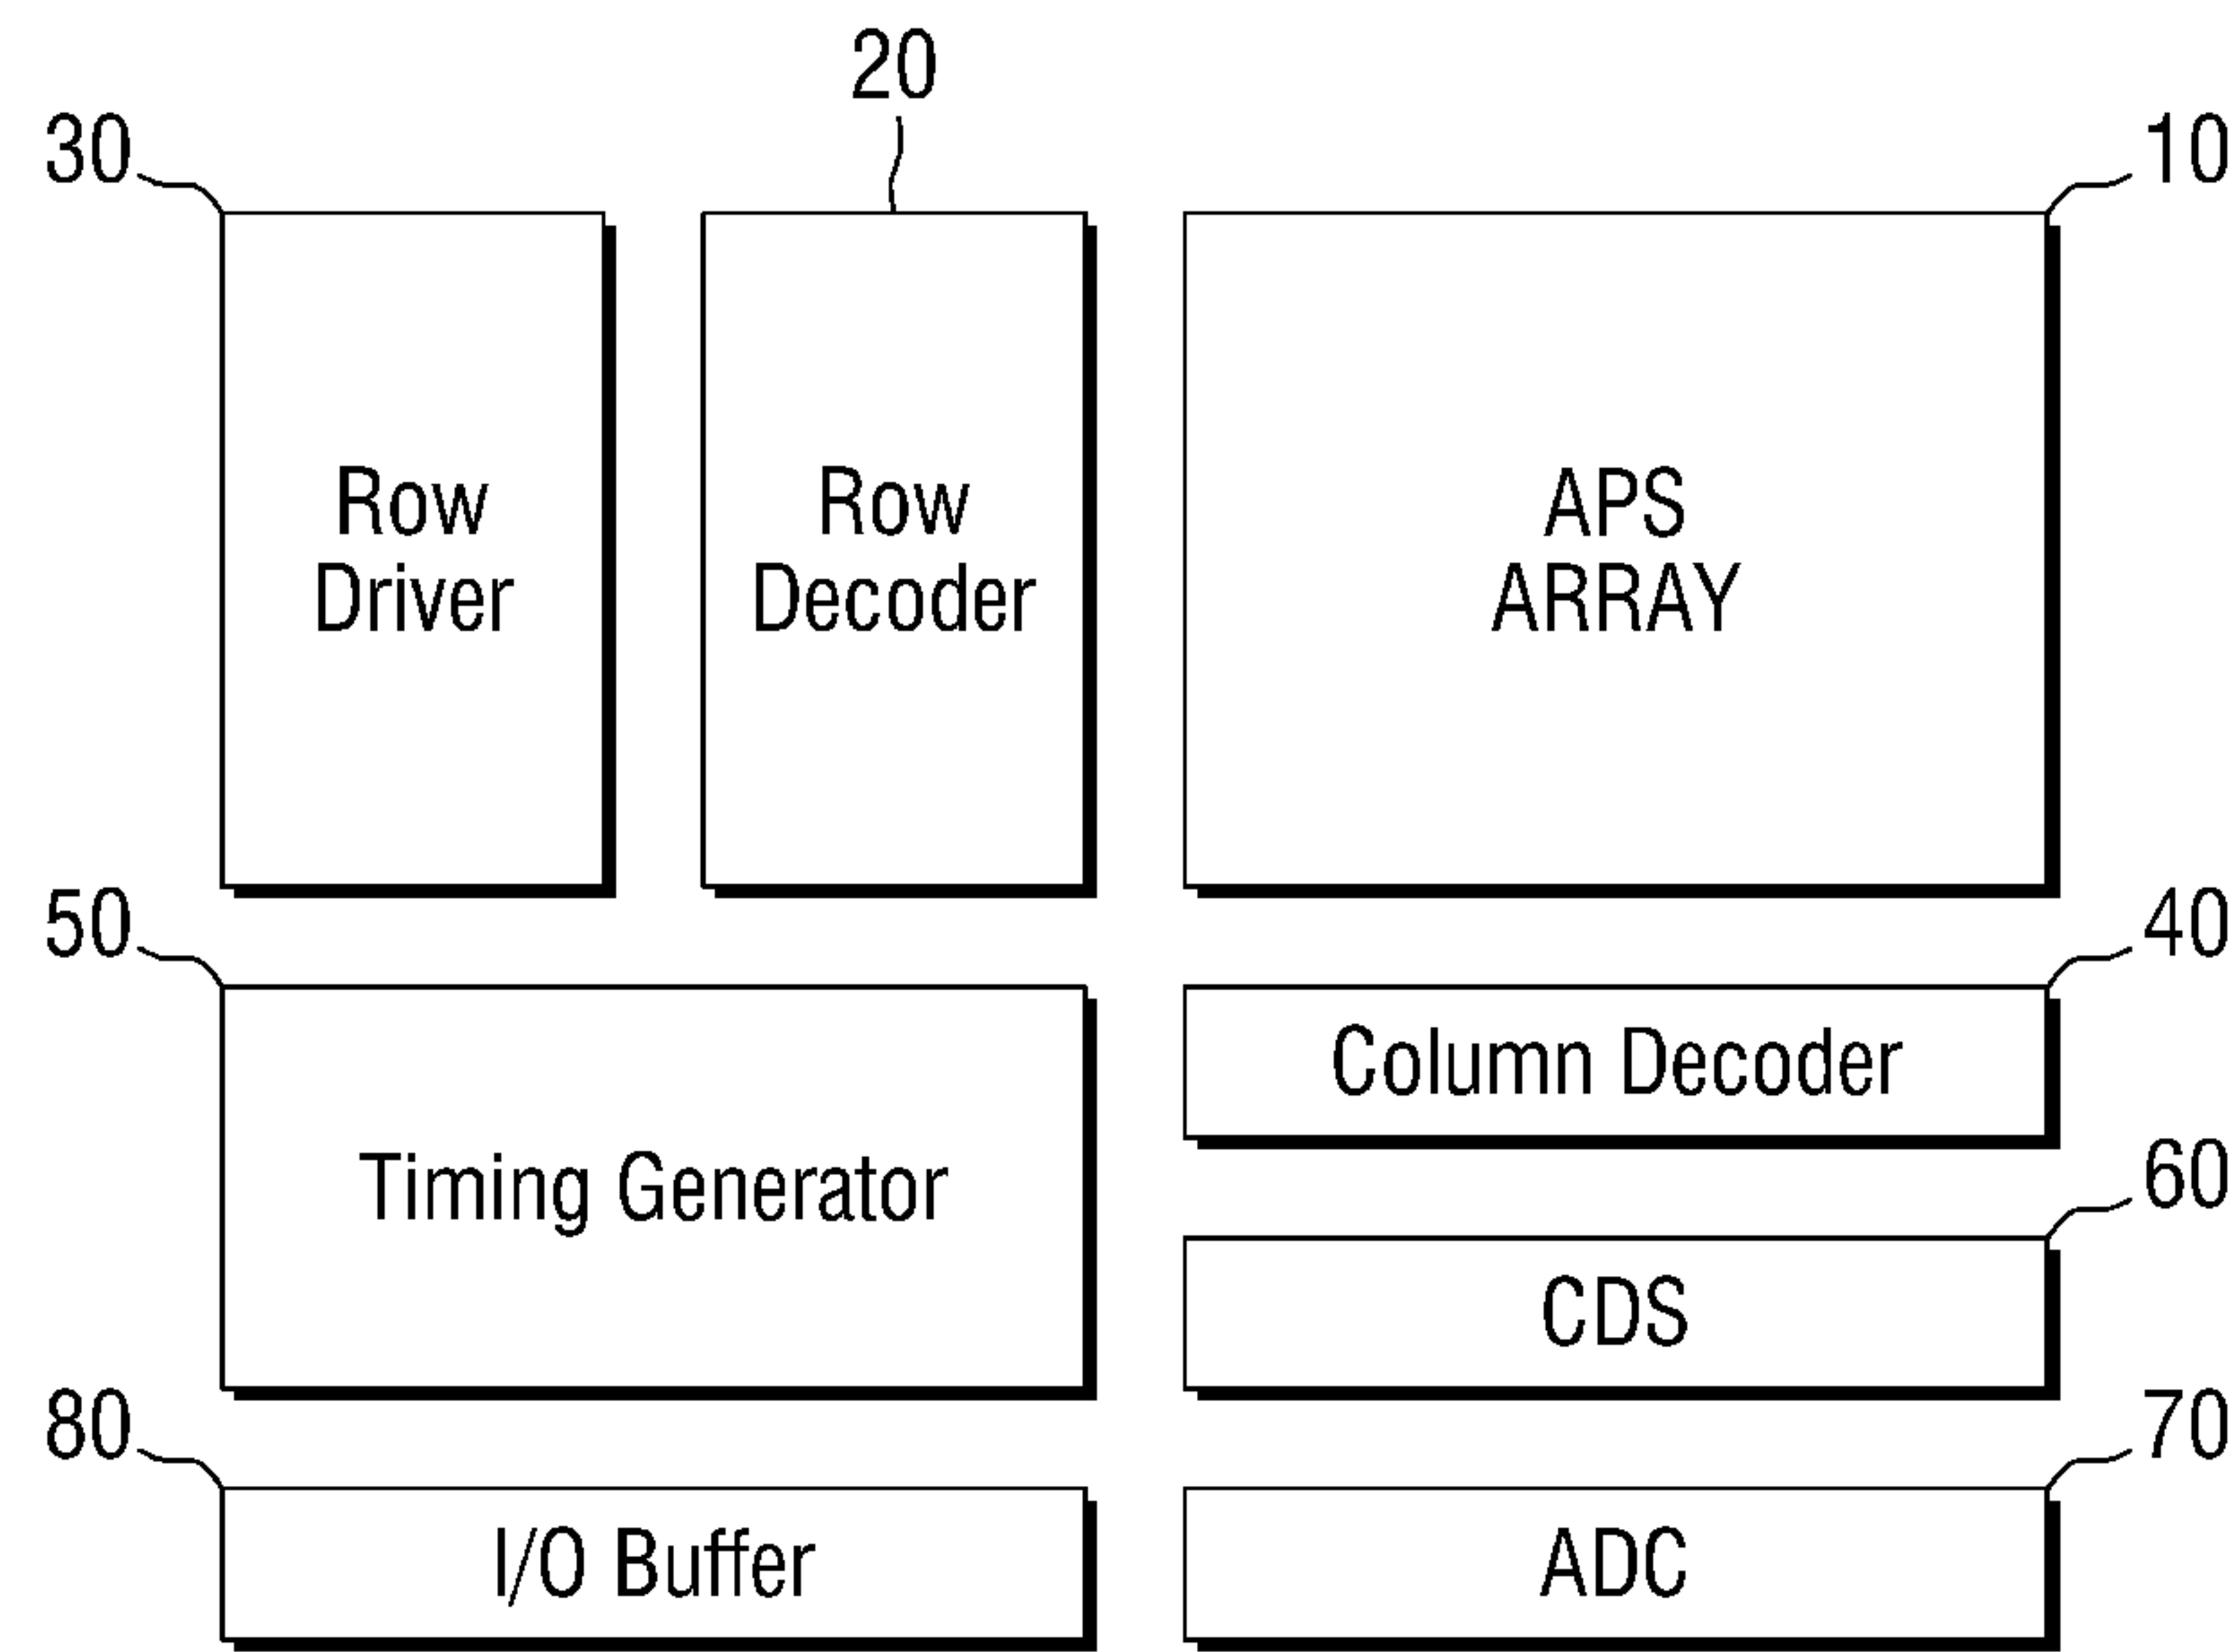 20
30
10
Row
Driver
Row
Decoder
APS
ARRAY
50
40
Column Decoder
Timing Generator
60
CDS
80
70
I/O Buffer
ADC